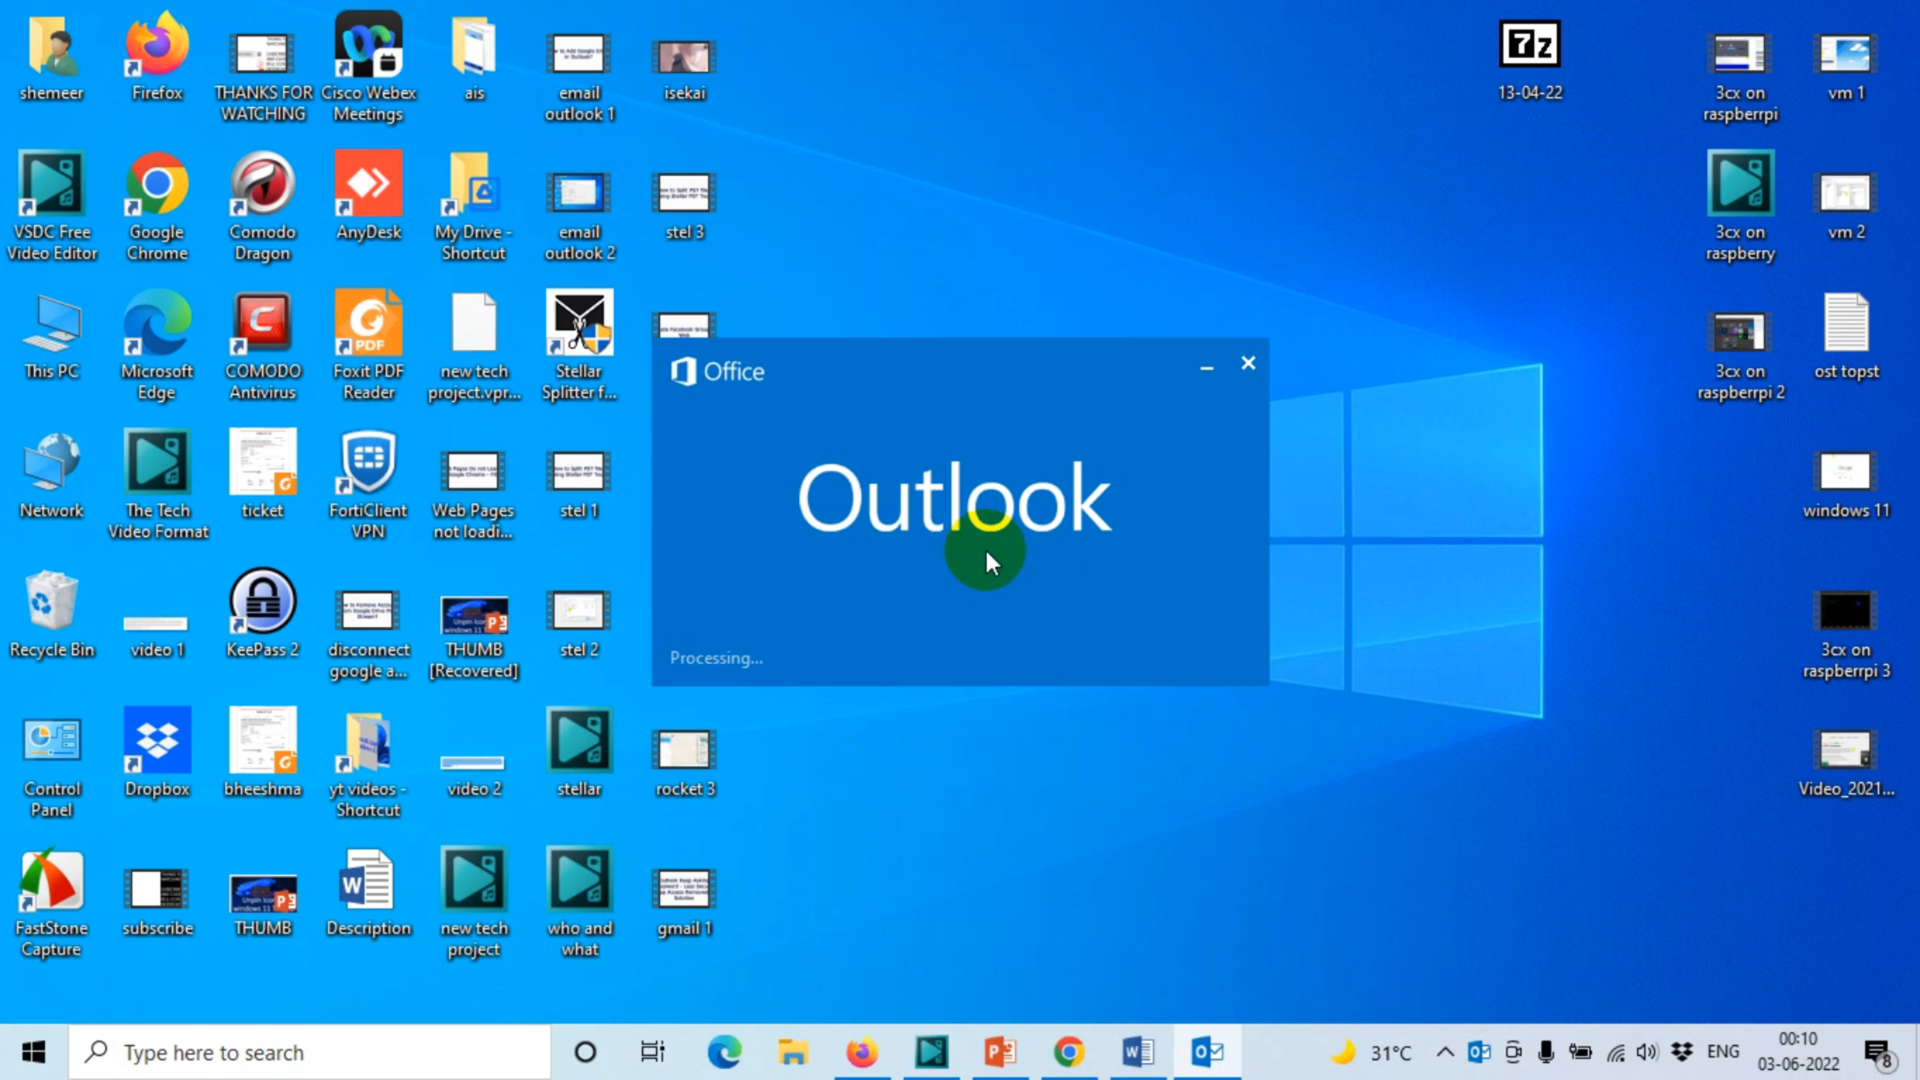 shemeer
Firefox
THANKS FOR
WATCHING
Cisco Webex
Meetings
ais
email
outlook 1
isekai
7z
13-04-22
3cx on
raspberrpi
vm 1
VSDC Free
Video Editor
Google
Chrome
Comodo
Dragon
AnyDesk
My Drive -
Shortcut
email
outlook 2
stel 3
3cx on
raspberry
vm 2
This PC
Microsoft
Edge
COMODO
Antivirus
PDF
Foxit PDF
Reader
new tech
project.vpr...
Stellar
Splitter f...
3cx on
raspberrpi 2
ost topst
Office
Outlook
Processing...
Network
The Tech
Video Format
ticket
FortiClient
VPN
Web Pages
not loadi...
stel 1
windows 11
Recycle Bin
video 1
KeePass 2
disconnect
google a...
THUMB
[Recovered]
stel 2
3cx on
raspberrpi 3
Control
Panel
Dropbox
bheeshma
yt videos -
Shortcut
video 2
stellar
rocket 3
Video_2021...
FastStone
Capture
subscribe
THUMB
Description
new tech
project
who and
what
gmail 1
Type here to search
31°C
ENG
00:10
03-06-2022
8